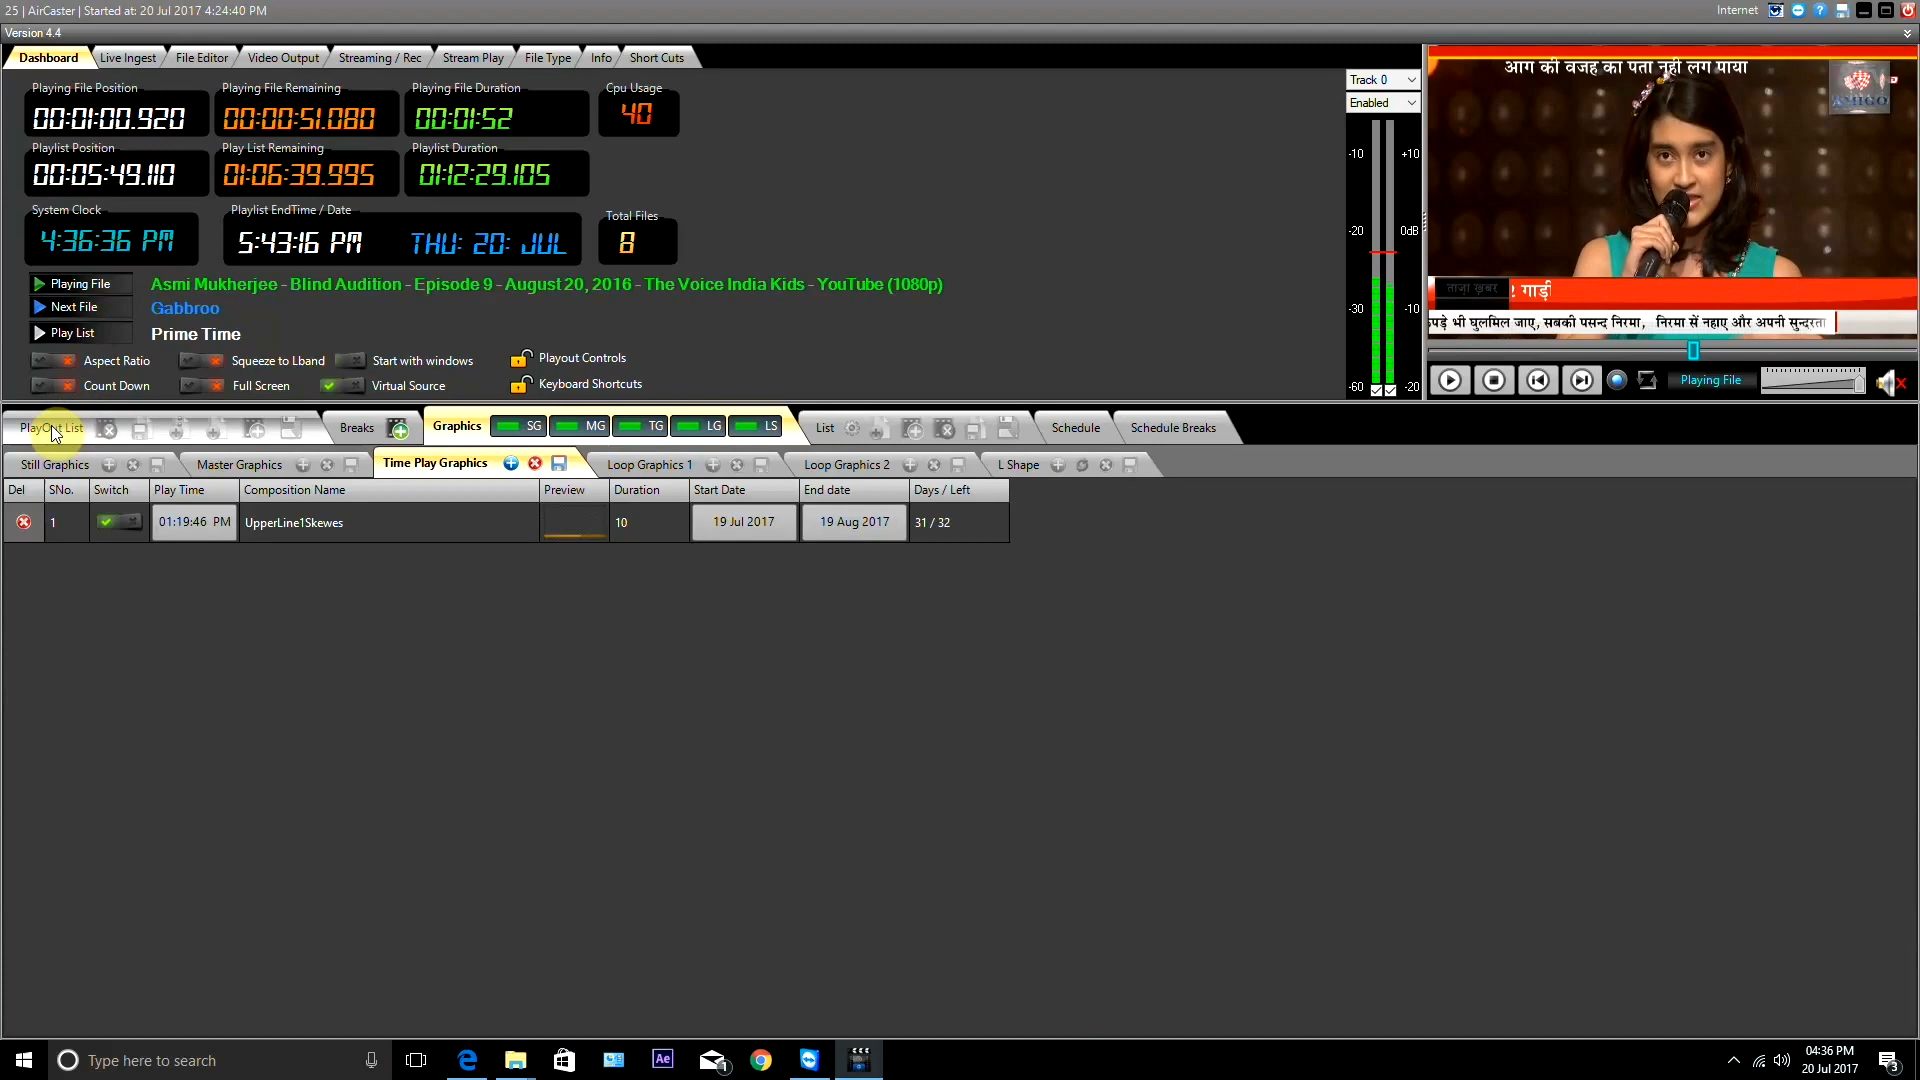 25 | AirCaster | Started at: 20 Jul 2017 4:24:40 PM
Internet
Version 4.4
Dashboard Live Ingest File Editor Video Output Streaming / Rec Stream Play File Type Info Short Cuts
Playing File Position Playing File Remaining Playing File Duration Cpu Usage
00:01:00.920 00:00:51.080 00:01:52 40
Playlist Position Play List Remaining Playlist Duration
00:05:49.110 01:06:39.995 01:12:29.105
System Clock Playlist EndTime / Date Total Files
4:36:36 PM 5:43:16 PM THU: 20: JUL 8
Playing File Asmi Mukherjee - Blind Audition - Episode 9 - August 20, 2016 - The Voice India Kids - YouTube (1080p)
Next File Gabbroo
Play List Prime Time
Aspect Ratio Squeeze to Lband Start with windows Playout Controls
Count Down Full Screen Virtual Source Keyboard Shortcuts
Track 0
Enabled
-10 +10
-20 0dB
-30 -10
-60 -20
आग की वजह का पता नही लग पाया
AMIGO
ताज़ा ख़बर
2 गाड़ी
कपड़े भी घुलमिल जाए, सबकी पसन्द निरमा, निरमा सें नहाए और अपनी सुन्दरता
Playing File
PlayOut List Breaks Graphics SG MG TG LG LS List Schedule Schedule Breaks
Still Graphics Master Graphics Time Play Graphics Loop Graphics 1 Loop Graphics 2 L Shape
Del SNo. Switch Play Time Composition Name Preview Duration Start Date End date Days / Left
1 01:19:46 PM UpperLine1Skewes 10 19 Jul 2017 19 Aug 2017 31 / 32
Type here to search
Ae
1
04:36 PM
20 Jul 2017
3